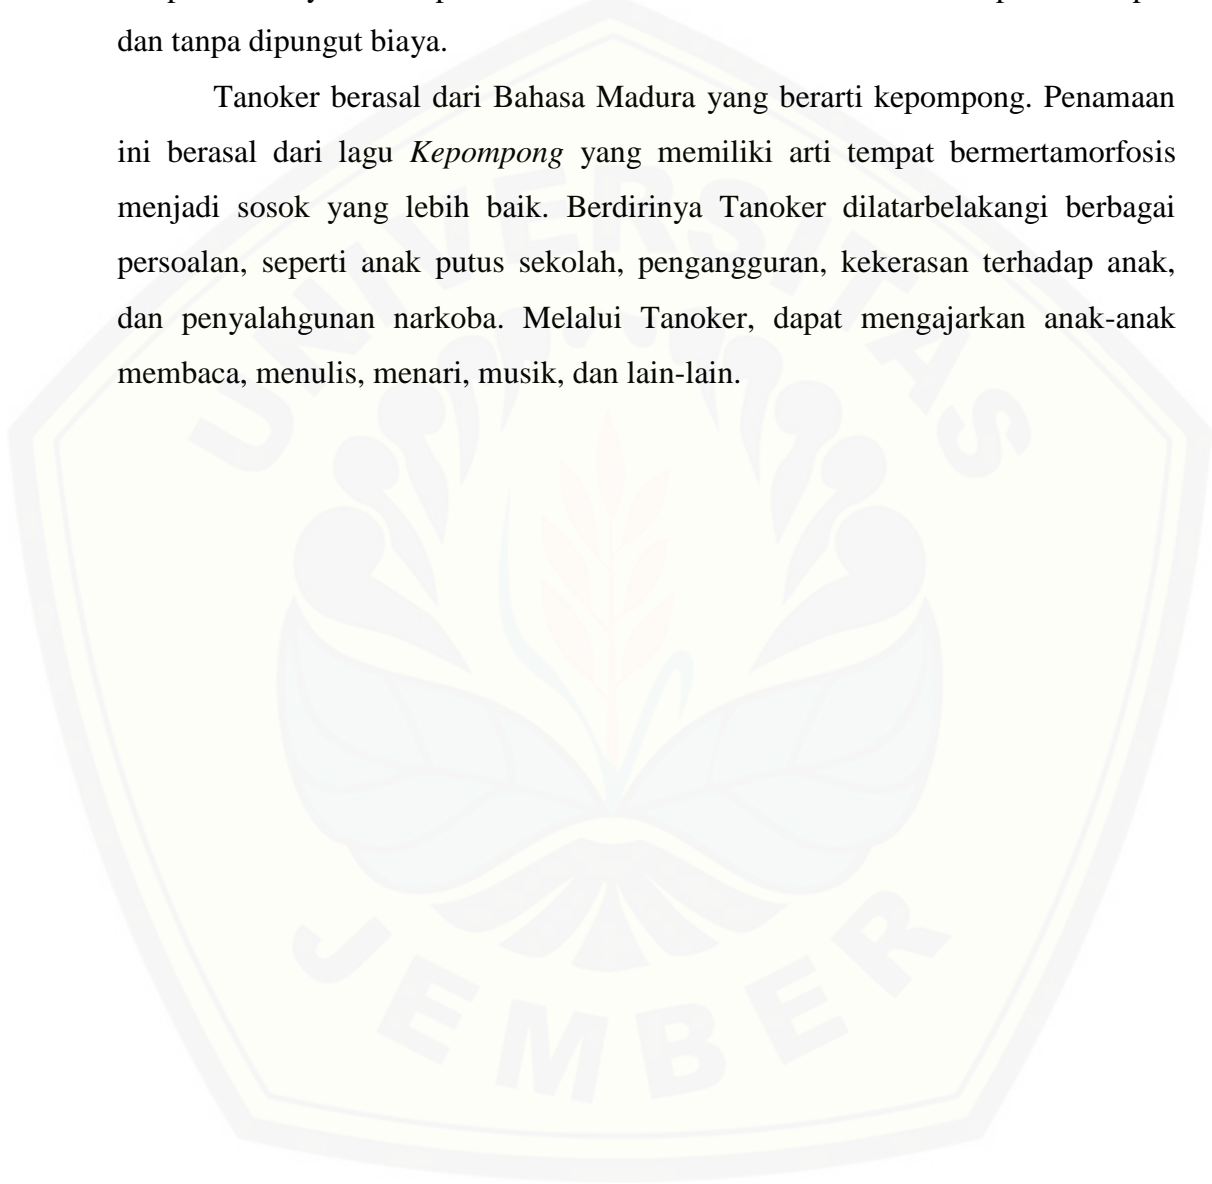 dan tanpa dipungut biaya.
Tanoker berasal dari Bahasa Madura yang berarti kepompong. Penamaan
ini berasal dari lagu Kepompong yang memiliki arti tempat bermertamorfosis
menjadi sosok yang lebih baik. Berdirinya Tanoker dilatarbelakangi berbagai
persoalan, seperti anak putus sekolah, pengangguran, kekerasan terhadap anak,
dan penyalahgunan narkoba. Melalui Tanoker, dapat mengajarkan anak-anak
membaca, menulis, menari, musik, dan lain-lain.
UNIVERSITAS
JEMBER